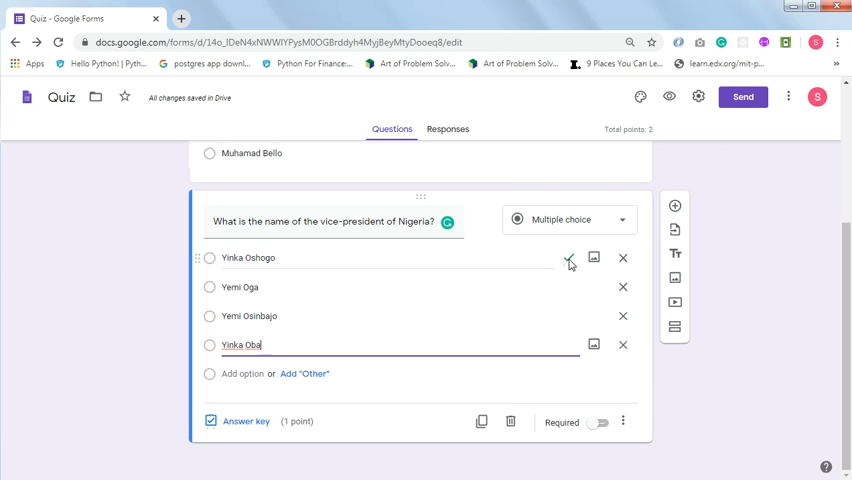 Quiz - Google Forms
docs.google.com/forms/d/14o_lDeN4xNWWlYPysM0OGBrddyh4MyjBeyMtyDooeq8/edit
Apps Hello Python! | Pyth... postgres app downl... Python For Finance:... Art of Problem Solv... Art of Problem Solv... 9 Places You Can Le... learn.edx.org/mit-p...
Quiz All changes saved in Drive Send S
Questions Responses Total points: 2
Muhamad Bello
What is the name of the vice-president of Nigeria? Multiple choice
Yinka Oshogo
Yemi Oga
Yemi Osinbajo
Yinka Oba
Add option or Add "Other"
Answer key (1 point) Required